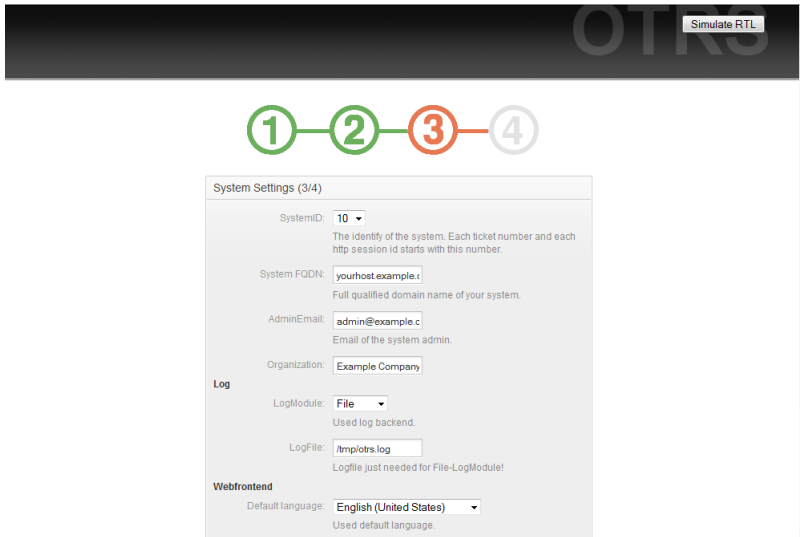 OTRS
Simulate RTL
1 2 3 4
System Settings (3/4)
SystemID: 10
The identify of the system. Each ticket number and each
http session id starts with this number.
System FQDN: yourhost.example.c
Full qualified domain name of your system.
AdminEmail: admin@example.c
Email of the system admin.
Organization: Example Company
Log
LogModule: File
Used log backend.
LogFile: /tmp/otrs.log
Logfile just needed for File-LogModule!
Webfrontend
Default language: English (United States)
Used default language.